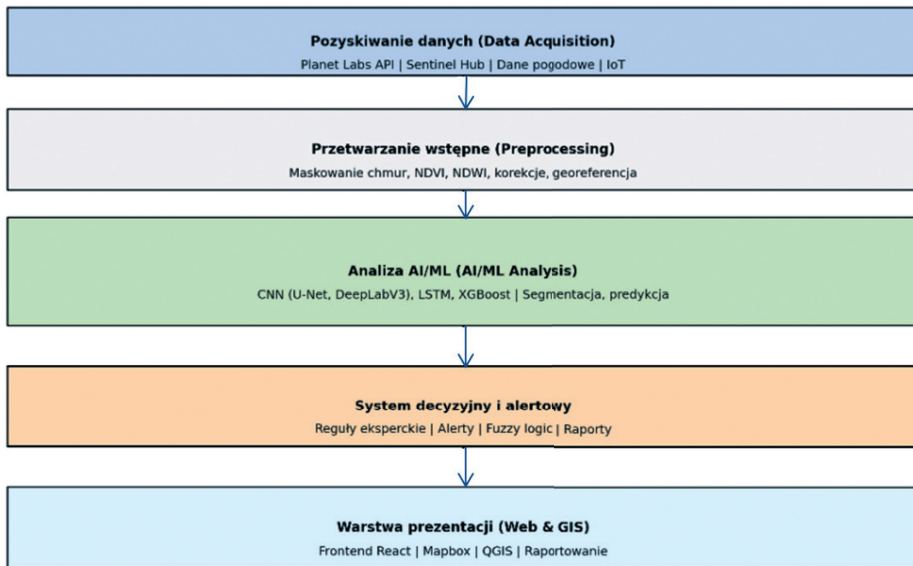 Pozyskiwanie danych (Data Acquisition)
Planet Labs API | Sentinel Hub | Dane pogodowe | IoT
Przetwarzanie wstępne (Preprocessing)
Maskowanie chmur, NDVI, NDWI, korekcje, georeferencja
Analiza AI/ML (AI/ML Analysis)
CNN (U-Net, DeepLabV3), LSTM, XGBoost | Segmentacja, predykcja
System decyzyjny i alertowy
Reguły eksperckie | Alerty | Fuzzy logic | Raporty
Warstwa prezentacji (Web & GIS)
Frontend React | Mapbox | QGIS | Raportowanie